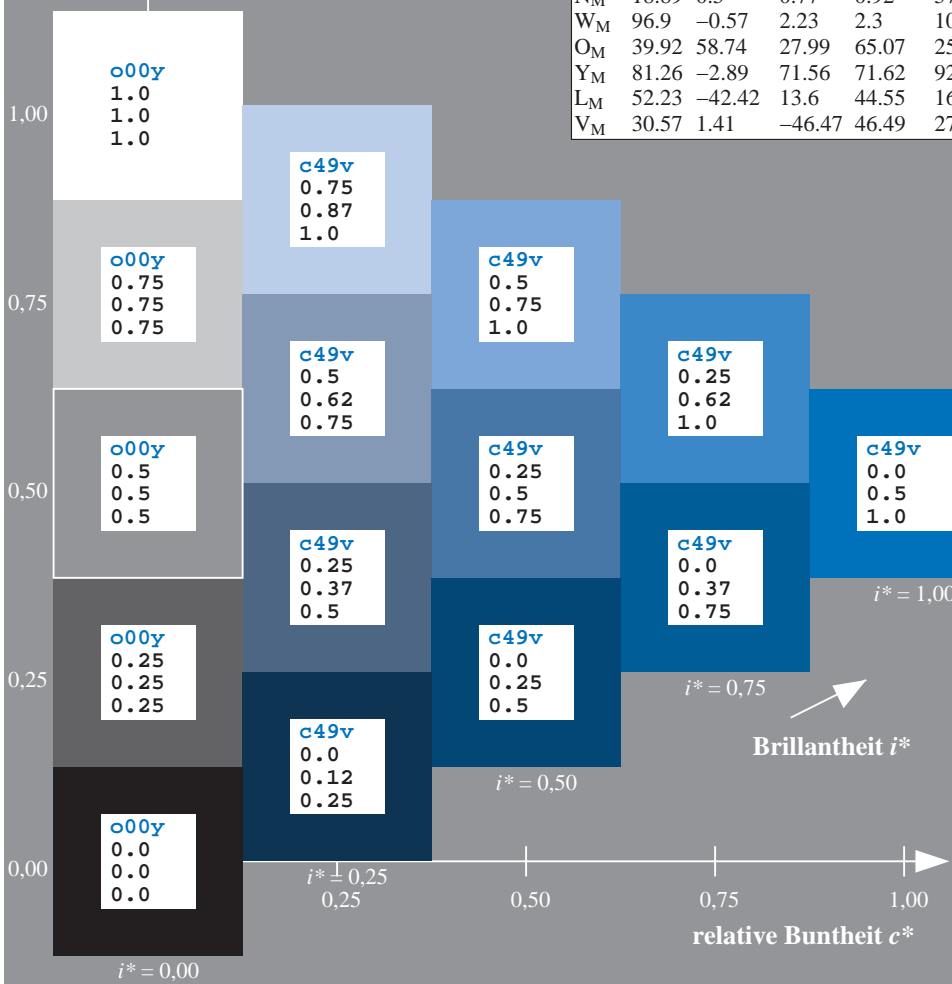 W_M 96.9 −0.57 2.23 2.3
O_M 39.92 58.74 27.99 65.07
Y_M 81.26 −2.89 71.56 71.62
L_M 52.23 −42.42 13.6 44.55
V_M 30.57 1.41 −46.47 46.49
o00y
1.0
1.0
1.0
1,00
c49v
0.75
0.87
1.0
o00y
0.75
0.75
0.75
c49v
0.5
0.75
1.0
0,75
c49v
0.5
0.62
0.75
c49v
0.25
0.62
1.0
o00y
0.5
0.5
0.5
c49v
0.25
0.5
0.75
c49v
0.0
0.5
1.0
0,50
c49v
0.25
0.37
0.5
c49v
0.0
0.37
0.75
i* = 1,00
o00y
0.25
0.25
0.25
c49v
0.0
0.25
0.5
0,25
i* = 0,75
c49v
0.0
0.12
0.25
Brillantheit i*
i* = 0,50
o00y
0.0
0.0
0.0
0,00
i* = 0,25
0,25 0,50 0,75 1,00
relative Buntheit c*
i* = 0,00